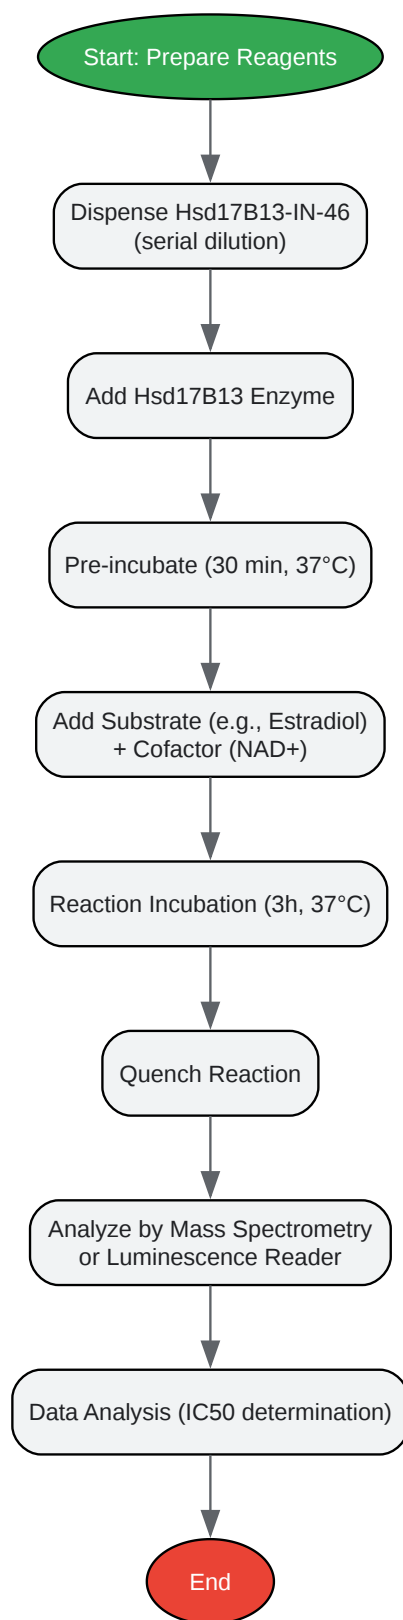 Start: Prepare Reagents
Dispense Hsd17B13-IN-46
(serial dilution)
Add Hsd17B13 Enzyme
Pre-incubate (30 min, 37°C)
Add Substrate (e.g., Estradiol)
+ Cofactor (NAD+)
Reaction Incubation (3h, 37°C)
Quench Reaction
Analyze by Mass Spectrometry
or Luminescence Reader
Data Analysis (IC50 determination)
End